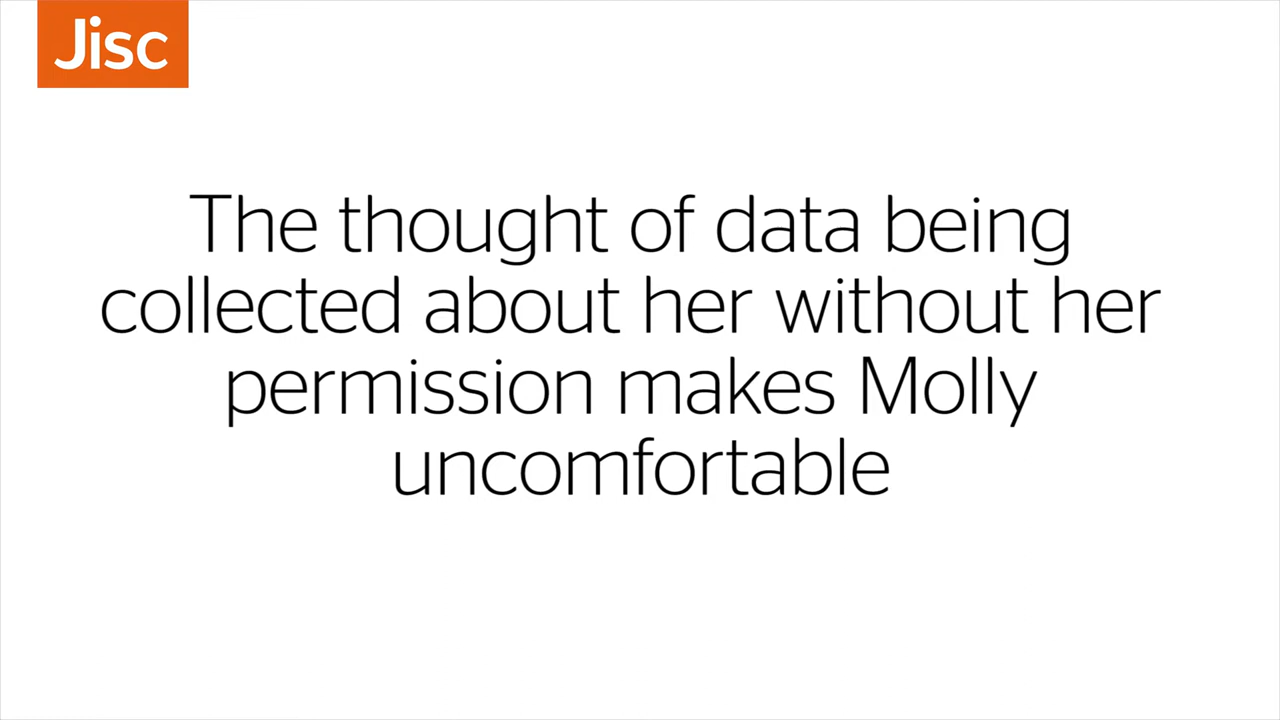 Jisc
The thought of data being
collected about her without her
permission makes Molly
uncomfortable